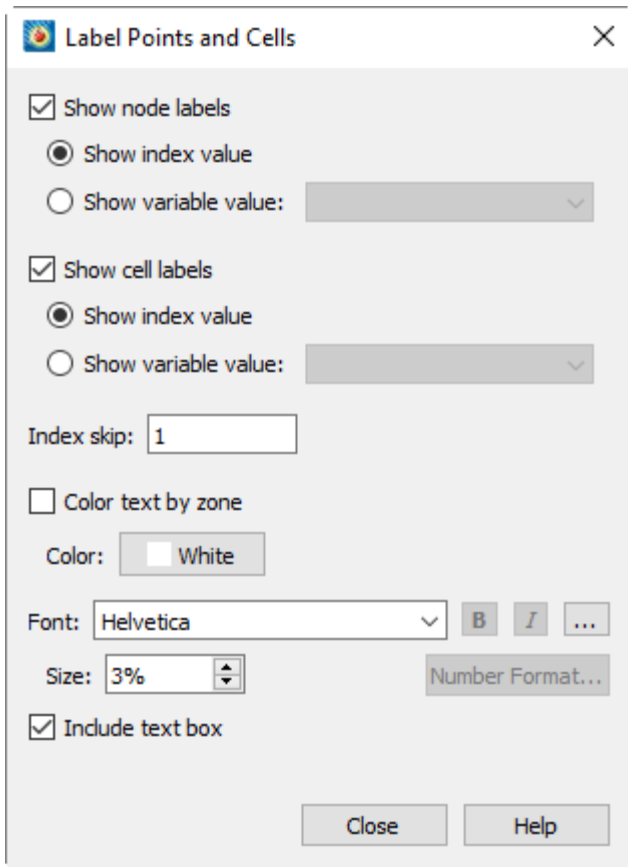 Label Points and Cells
Show node labels
Show index value
Show variable value:
Show cell labels
Show index value
Show variable value:
Index skip: 1
Color text by zone
Color: White
Font: Helvetica B I ...
Size: 3% Number Format...
Include text box
Close Help